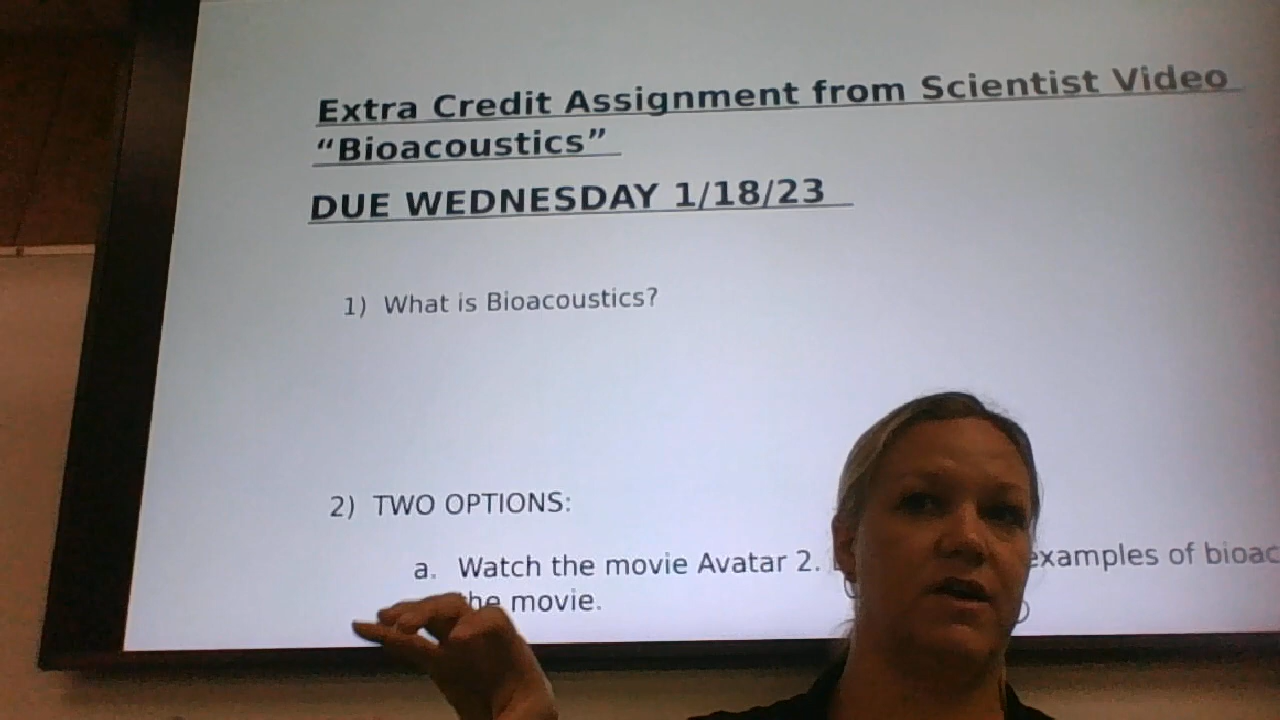 Extra Credit Assignment from Scientist Video
“Bioacoustics”
DUE WEDNESDAY 1/18/23
1) What is Bioacoustics?
2) TWO OPTIONS:
a. Watch the movie Avatar 2. examples of
the movie.